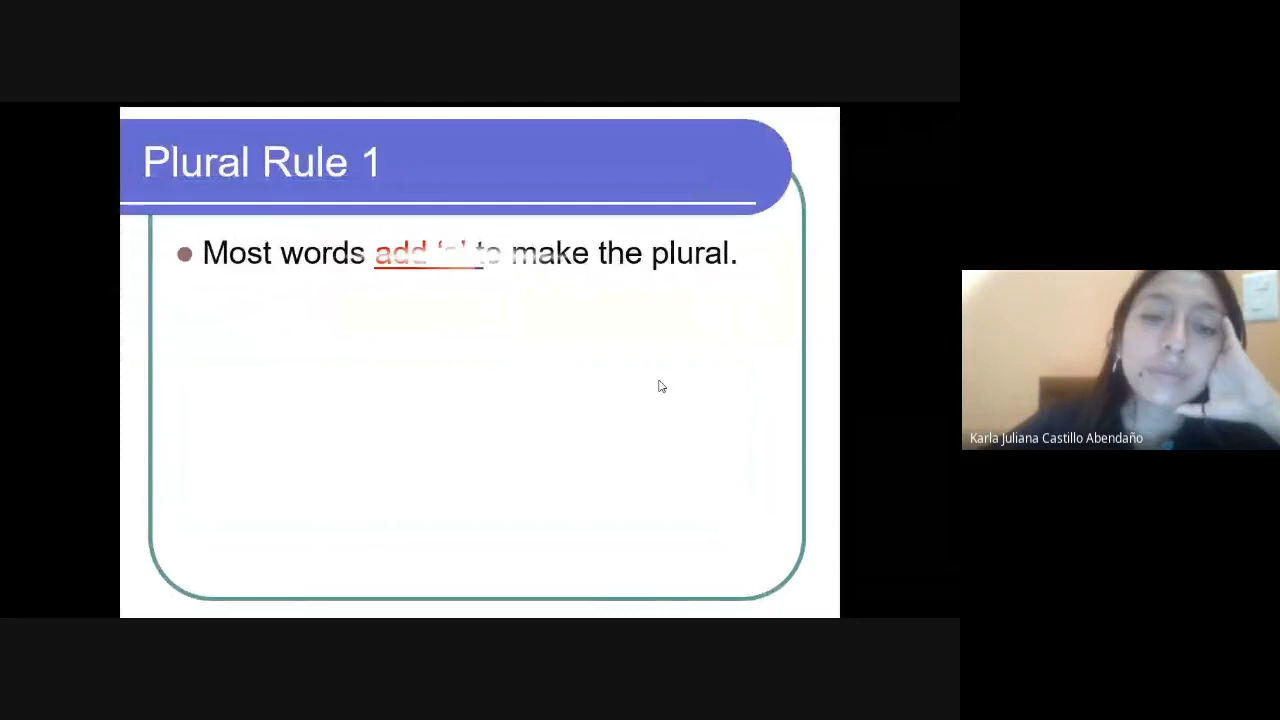 Plural Rule 1
Most words add ‘s’ to make the plural.
Karla Juliana Castillo Abendaño